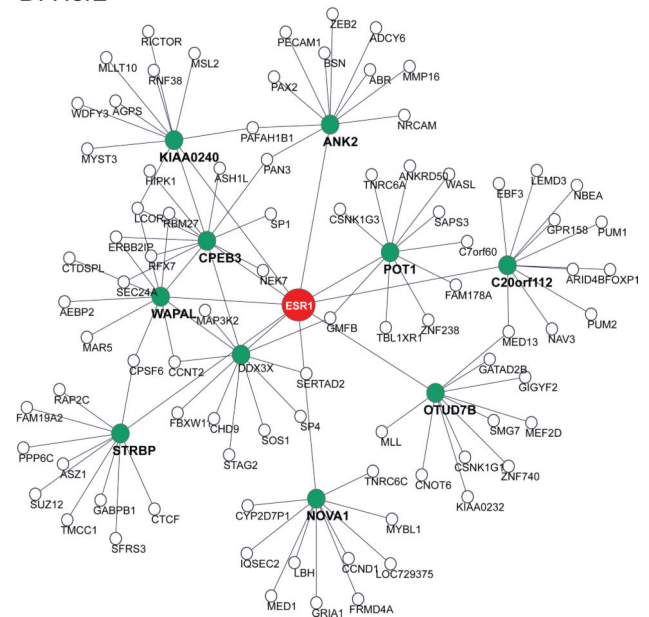 ZEB2
RICTOR
PECAM1
ADCY6
MLLT10
MSL2
BSN
RNF38
ABR
MMP16
PAX2
WDFY3
AGPS
NRCAM
PAFAH1B1
ANK2
MYST3
KIAA0240
PAN3
ASH1L
HIPK1
TNRC6A
ANKRD50
WASL
LEMD3
EBF3
NBEA
LCOR
RBM27
SP1
CSNK1G3
SAPS3
GPR158
PUM1
ERBB2IP
CPEB3
C7orf60
CTDSPL
RFX7
NEK7
POT1
C20orf112
ARID4B
FOXP1
SEC24A
FAM178A
AEBP2
WAPAL
ESR1
MAP3K2
GMFB
ZNF238
TBL1XR1
PUM2
NAV3
MAR5
MED13
CPSF6
CCNT2
DDX3X
SERTAD2
GATAD2B
GIGYF2
RAP2C
OTUD7B
FAM19A2
FBXW11
CHD9
SP4
SMG7
MEF2D
STRBP
SOS1
MLL
PPP6C
ASZ1
STAG2
CSNK1G1
ZNF740
CNOT6
SUZ12
GABPB1
CTCF
TNRC6C
KIAA0232
TMCC1
CYP2D7P1
NOVA1
MYBL1
SFRS3
IQSEC2
LBH
CCND1
LOC729375
MED1
GRIA1
FRMD4A